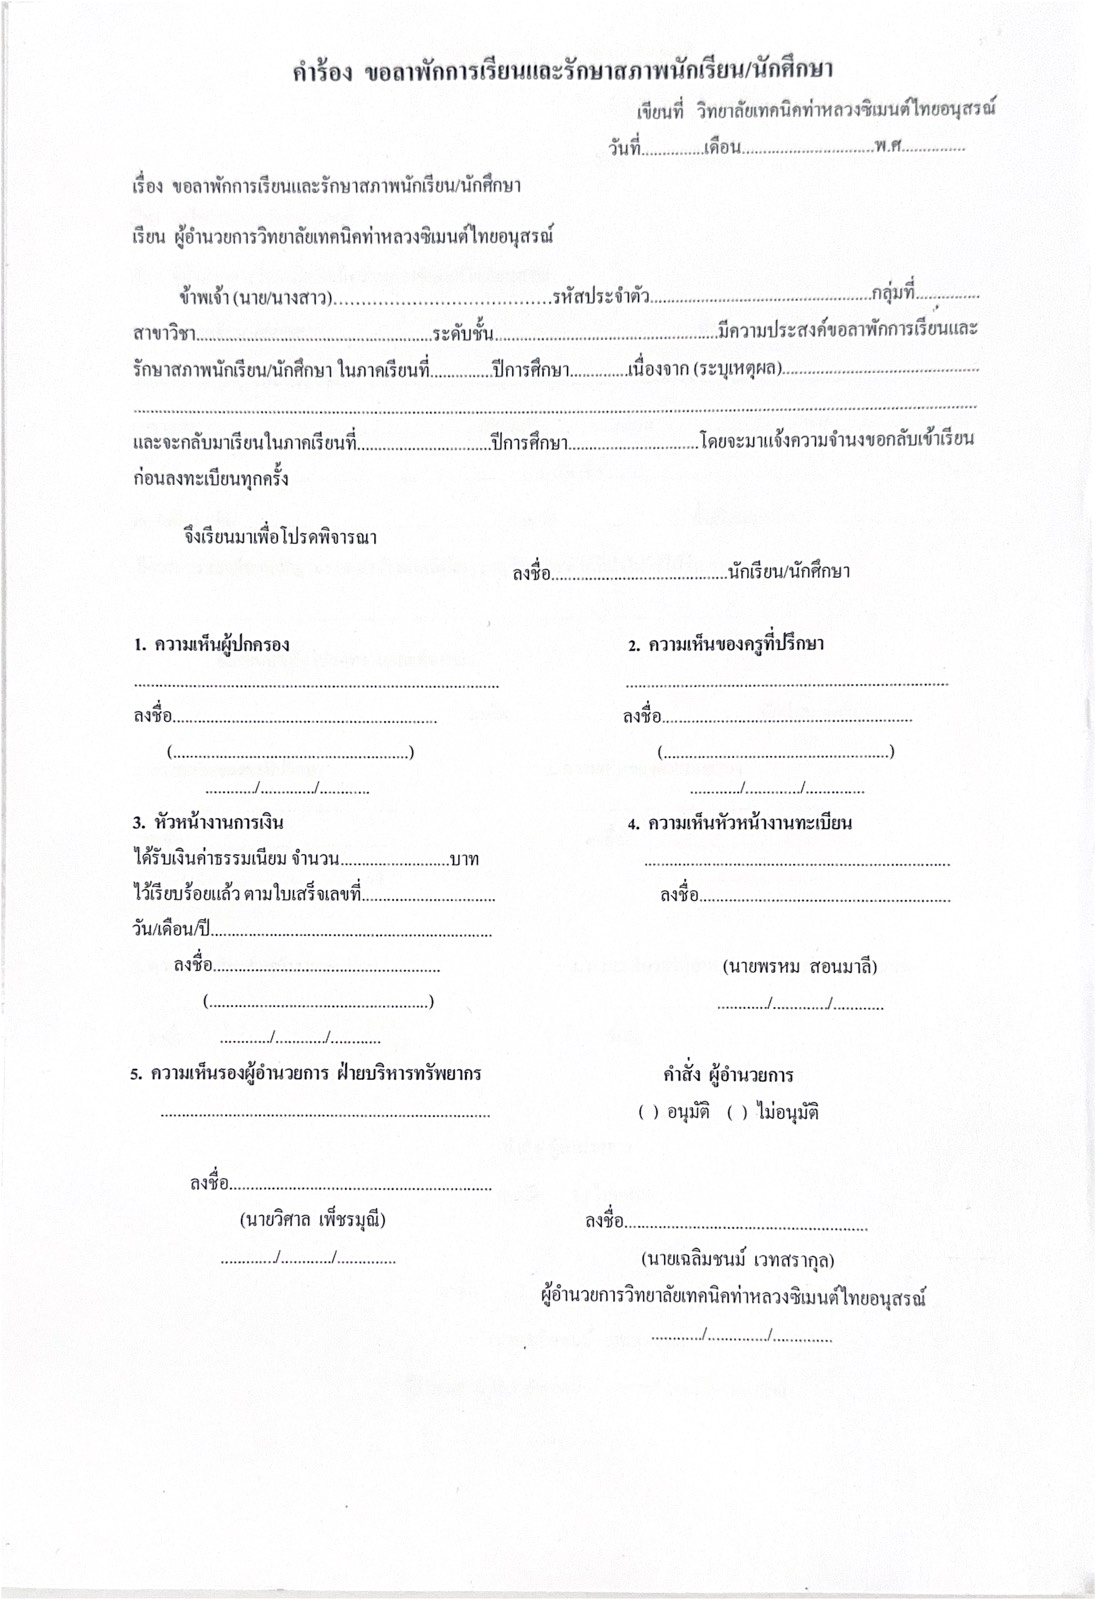 คำร้อง ขอลาพักการเรียนและรักษาสภาพนักเรียน/นักศึกษา
เขียนที่ วิทยาลัยเทคนิคท่าหลวงซิเมนต์ไทยอนุสรณ์
วันที่...............เดือน................................พ.ศ...............
เรื่อง ขอลาพักการเรียนและรักษาสภาพนักเรียน/นักศึกษา
เรียน ผู้อำนวยการวิทยาลัยเทคนิคท่าหลวงซิเมนต์ไทยอนุสรณ์
ข้าพเจ้า (นาย/นางสาว)......................................รหัสประจำตัว......................................................กลุ่มที่...............
สาขาวิชา.........................................................ระดับชั้น......................................................มีความประสงค์ขอลาพักการเรียนและ
รักษาสภาพนักเรียน/นักศึกษา ในภาคเรียนที่...............ปีการศึกษา..............เนื่องจาก (ระบุเหตุผล)................................................
................................................................................................................................................................
และจะกลับมาเรียนในภาคเรียนที่................................ปีการศึกษา...............................โดยจะมาแจ้งความจำนงขอกลับเข้าเรียน
ก่อนลงทะเบียนทุกครั้ง
จึงเรียนมาเพื่อโปรดพิจารณา
ลงชื่อ..........................................นักเรียน/นักศึกษา
1. ความเห็นผู้ปกครอง
.......................................................................................
ลงชื่อ...............................................................
(........................................................)
............/............./............
2. ความเห็นของครูที่ปรึกษา
.............................................................................
ลงชื่อ...........................................................
(.....................................................)
............/............./..............
3. หัวหน้างานการเงิน
ได้รับเงินค่าธรรมเนียม จำนวน..........................บาท
ไว้เรียบร้อยแล้ว ตามใบเสร็จเลขที่................................
วัน/เดือน/ปี...................................................................
ลงชื่อ......................................................
(....................................................)
............/............/............
4. ความเห็นหัวหน้างานทะเบียน
.........................................................................
ลงชื่อ............................................................
(นายพรหม สอนมาลี)
............/............./............
5. ความเห็นรองผู้อำนวยการ ฝ่ายบริหารทรัพยากร
...............................................................................
ลงชื่อ...............................................................
(นายวิศาล เพ็ชรมุณี)
............./............/..............
คำสั่ง ผู้อำนวยการ
( ) อนุมัติ ( ) ไม่อนุมัติ
ลงชื่อ..........................................................
(นายเฉลิมชนม์ เวทสรากุล)
ผู้อำนวยการวิทยาลัยเทคนิคท่าหลวงซิเมนต์ไทยอนุสรณ์
............/............../..............